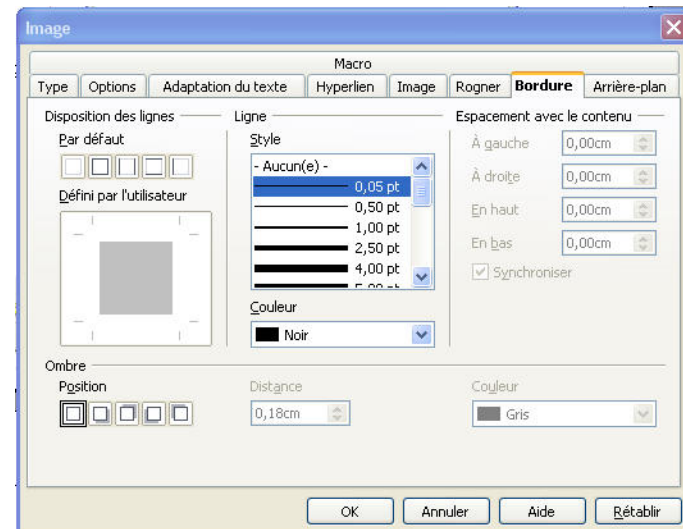 Image
Macro
Type Options Adaptation du texte Hyperlien Image Rogner Bordure Arrière-plan
Disposition des lignes
Par défaut
Défini par l'utilisateur
Ligne
Style
- Aucun(e) -
0,05 pt
0,50 pt
1,00 pt
2,50 pt
4,00 pt
Couleur
Noir
Espacement avec le contenu
À gauche 0,00cm
À droite 0,00cm
En haut 0,00cm
En bas 0,00cm
Synchroniser
Ombre
Position
Distance
0,18cm
Couleur
Gris
OK Annuler Aide Rétablir